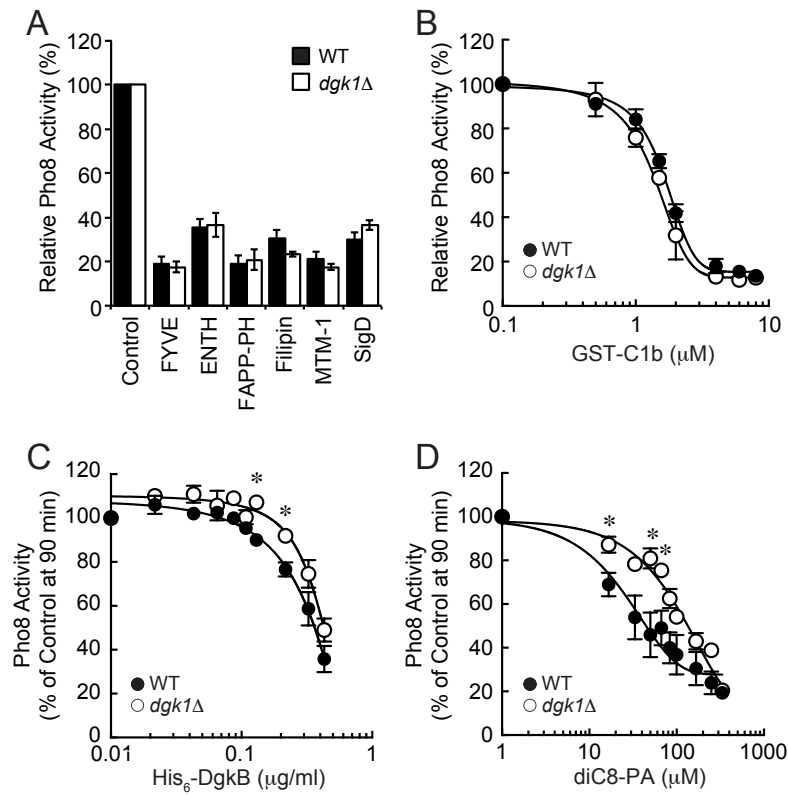 A
Relative Pho8 Activity (%)
120
100
80
60
40
20
0
WT
dgk1Δ
Control
FYVE
ENTH
FAPP-PH
Filipin
MTM-1
SigD
B
Relative Pho8 Activity (%)
120
100
80
60
40
20
0
WT
dgk1Δ
0.1
1
10
GST-C1b (μM)
C
Pho8 Activity
(% of Control at 90 min)
120
100
80
60
40
20
0
*
*
WT
dgk1Δ
0.01
0.1
1
His6-DgkB (μg/ml)
D
Pho8 Activity
(% of Control at 90 min)
120
100
80
60
40
20
0
*
*
*
WT
dgk1Δ
1
10
100
1000
diC8-PA (μM)